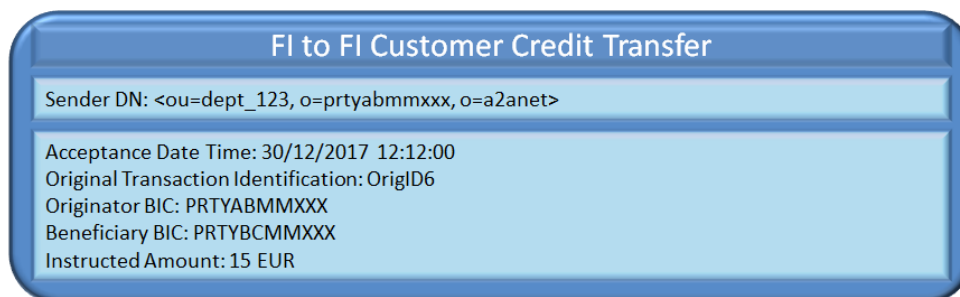 FI to FI Customer Credit Transfer
Sender DN: <ou=dept_123, o=prtyabmmxxx, o=a2anet>
Acceptance Date Time: 30/12/2017 12:12:00
Original Transaction Identification: OrigID6
Originator BIC: PRTYABMMXXX
Beneficiary BIC: PRTYBCMMXXX
Instructed Amount: 15 EUR